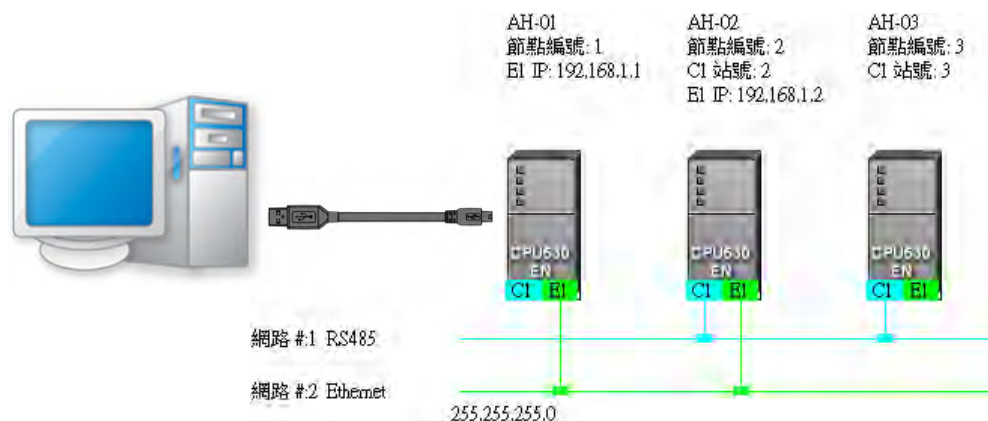 AH-01
節點編號: 1
E1 IP: 192,168,1,1
AH-02
節點編號: 2
C1 站號: 2
E1 IP: 192,168,1,2
AH-03
節點編號: 3
C1 站號: 3
CPU530
EN
C1 E1
CPU530
EN
C1 E1
CPU530
EN
C1 E1
網路 #:1 RS485
網路 #:2 Ethernet
255,255,255,0